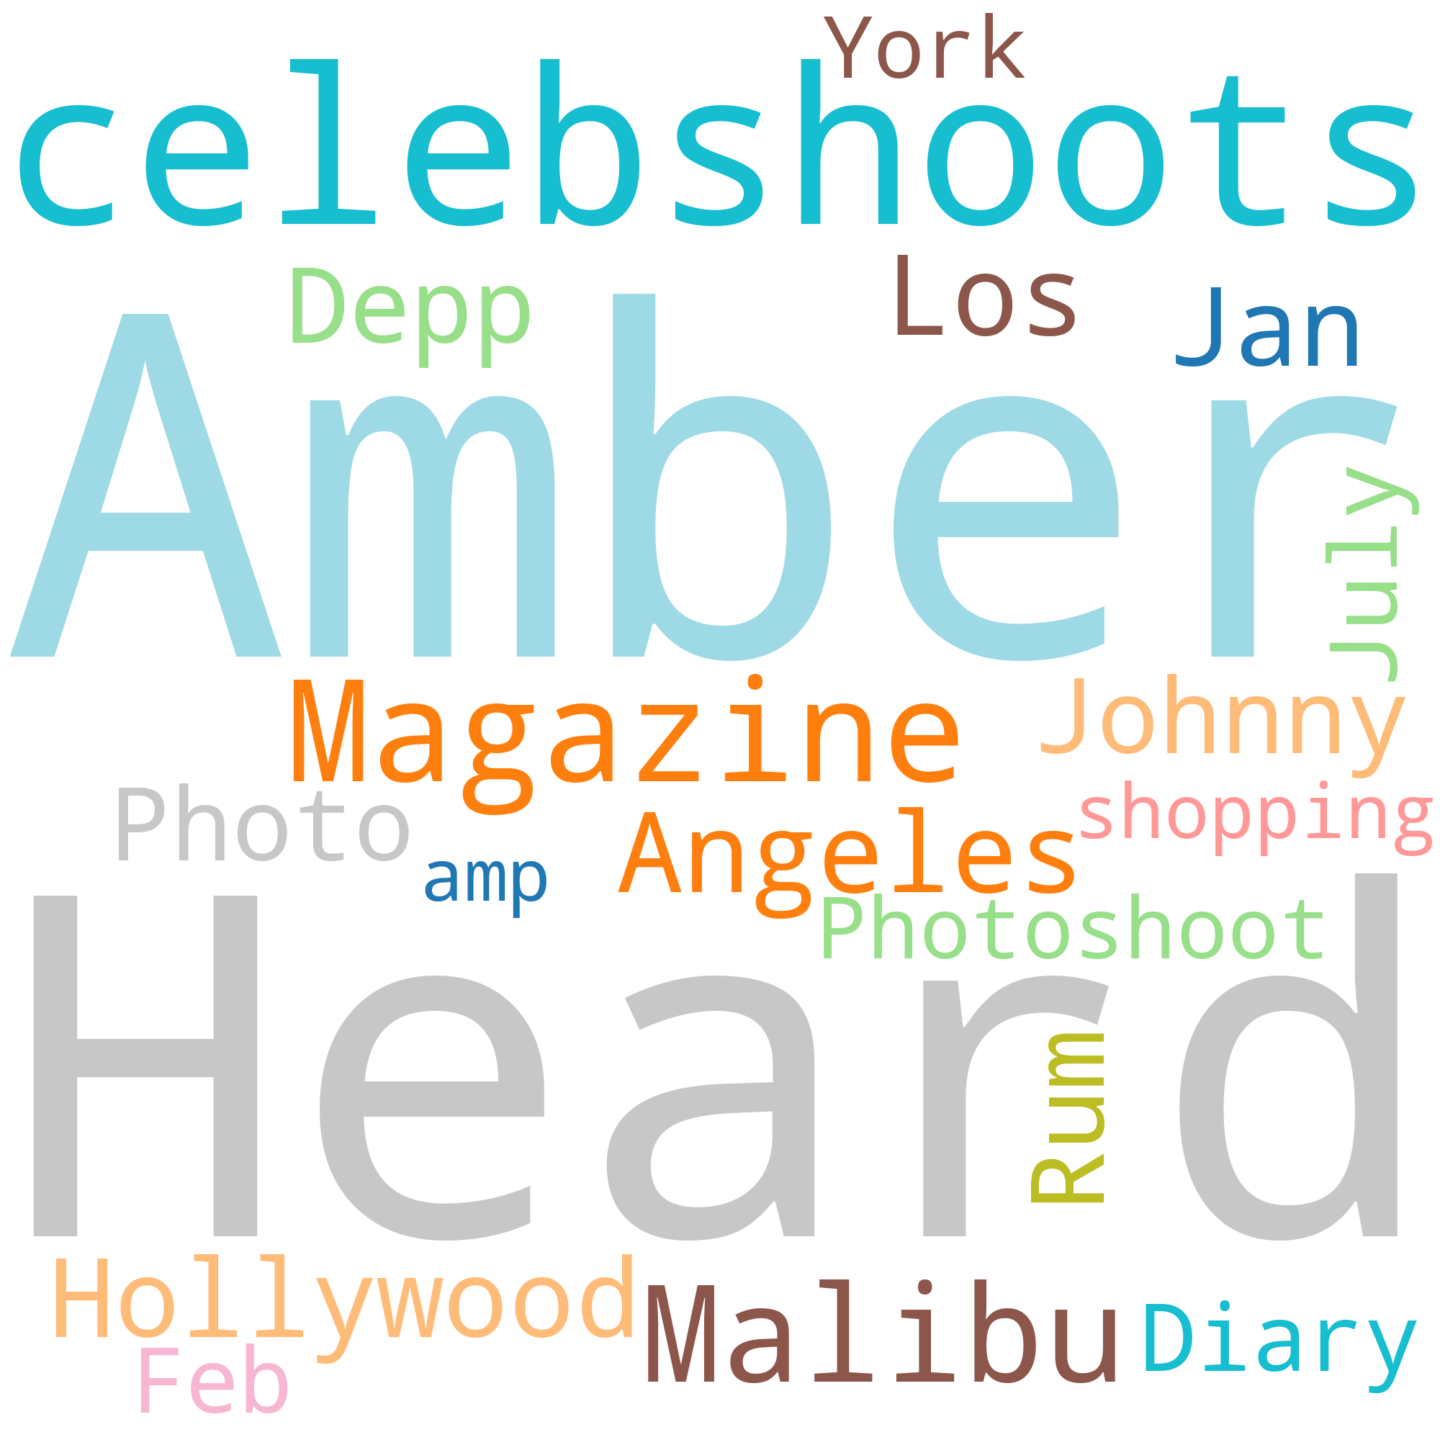 York
celebshoots
Depp
Los
Jan
Amber
July
Magazine
Johnny
Photo
shopping
Angeles
amp
Photoshoot
Heard
Rum
Hollywood
Malibu
Diary
Feb